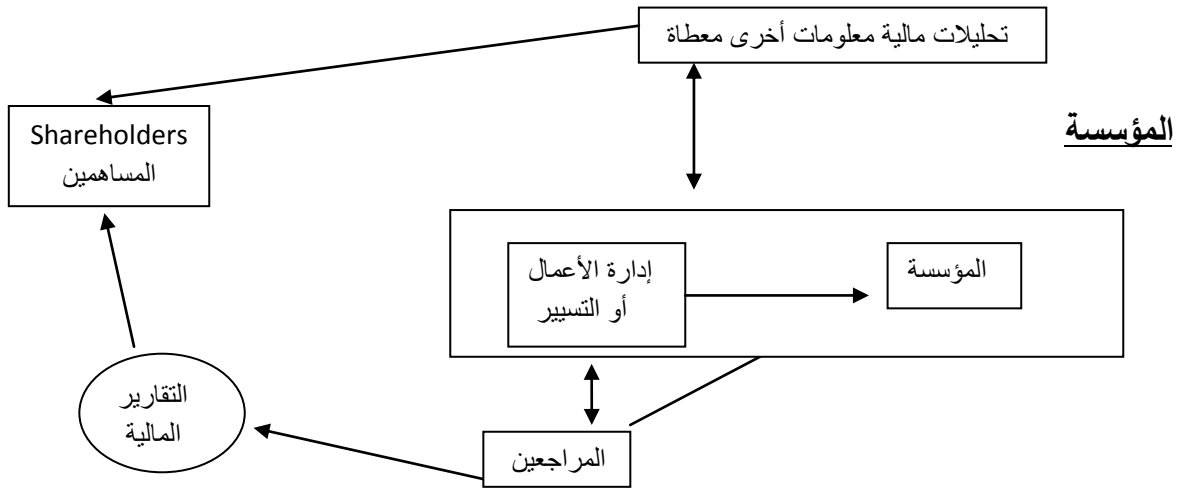 تحليلات مالية معلومات أخرى معطاة
المؤسسة
Shareholders
المساهمين
إدارة الأعمال
أو التسيير
المؤسسة
التقارير
المالية
المراجعين